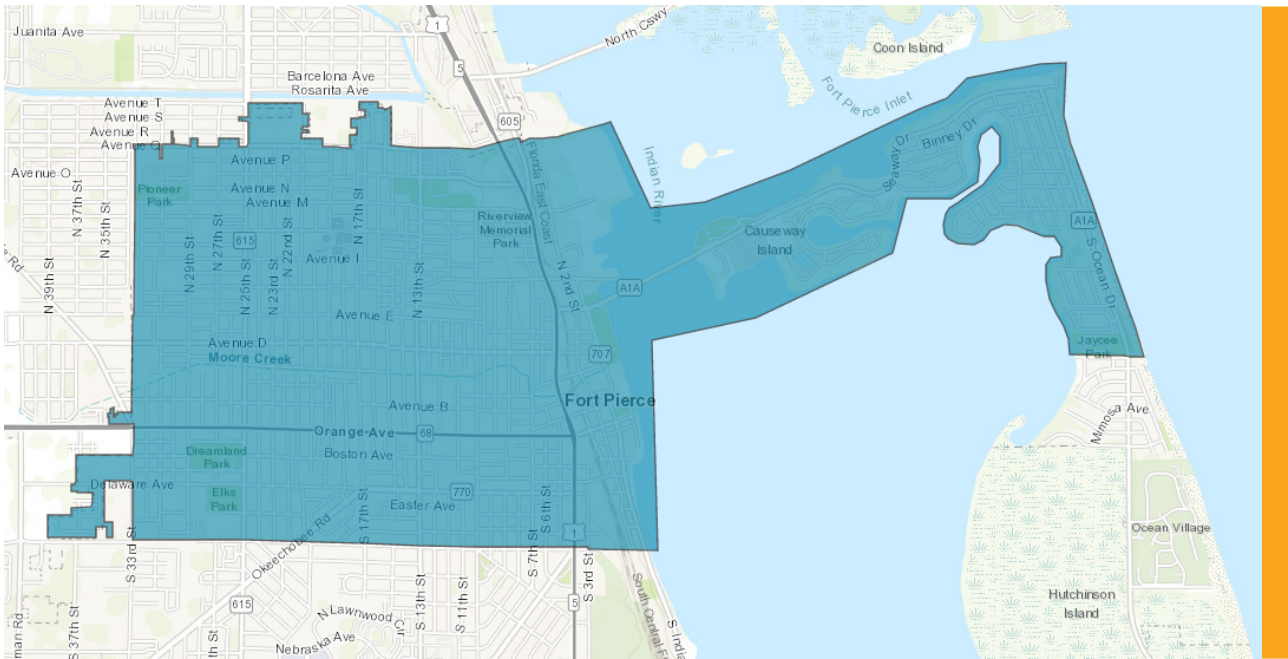 Juanita Ave
1
North Cswy
Coon Island
5
Barcelona Ave
Rosarita Ave
Fort Pierce Inlet
Avenue T
Avenue S
605
Avenue R
Avenue Q
Seaway Dr
Binney Dr
Florida East Coast
Indian River
Avenue P
Avenue O
Pioneer
Park
Avenue N
Avenue M
N 37th St
N 35th St
N 39th St
N 29th St
N 27th St
N 25th St
N 23rd St
N 22nd St
N 17th St
N 13th St
615
Avenue I
Riverview
Memorial
Park
N 2nd St
Causeway
Island
A1A
A1A
S Ocean Dr
Avenue E
Avenue D
Moore Creek
707
Jaycee
Park
Avenue B
Fort Pierce
Mimosa Ave
Orange Ave
68
Dreamland
Park
Boston Ave
Delaware Ave
Elks
Park
770
Easter Ave
S 17th St
S 6th St
1
Ocean Village
S 33rd St
Okeechobee Rd
S 7th St
S 3rd St
615
S 13th St
S 11th St
5
Hutchinson
Island
N Lawnwood Cir
Nebraska Ave
S 37th St